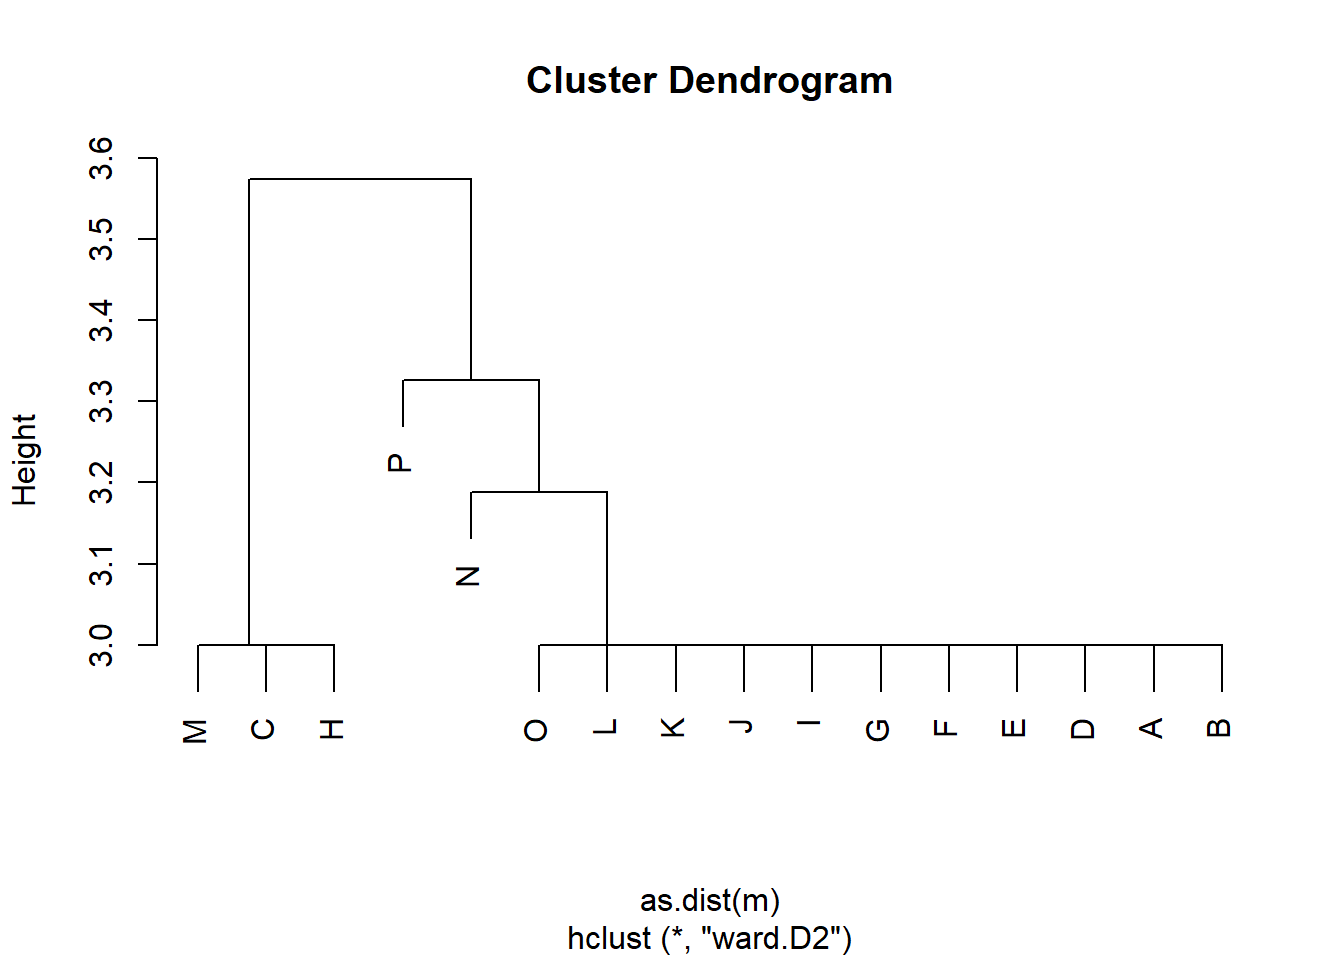 Cluster Dendrogram
Height
3.6
3.5
3.4
3.3
3.2
3.1
3.0
P
N
M C H O L K J I G F E D A B
as.dist(m)
hclust (*, "ward.D2")